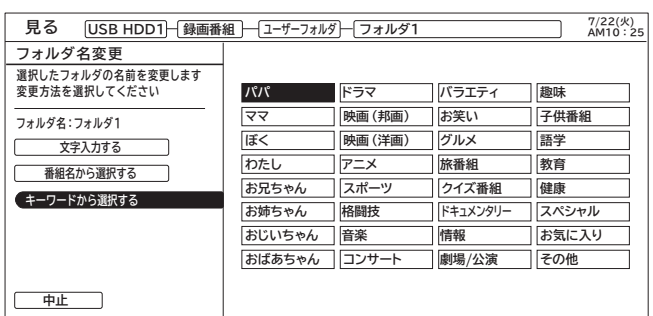 見る USB HDD1 録画番組 ユーザーフォルダ フォルダ1 7/22(火)
AM10:25
フォルダ名変更
選択したフォルダの名前を変更します
変更方法を選択してください
フォルダ名:フォルダ1
文字入力する
番組名から選択する
キーワードから選択する
中止
パパ ドラマ バラエティ 趣味
ママ 映画(邦画) お笑い 子供番組
ぼく 映画(洋画) グルメ 語学
わたし アニメ 旅番組 教育
お兄ちゃん スポーツ クイズ番組 健康
お姉ちゃん 格闘技 ドキュメンタリー スペシャル
おじいちゃん 音楽 情報 お気に入り
おばあちゃん コンサート 劇場/公演 その他